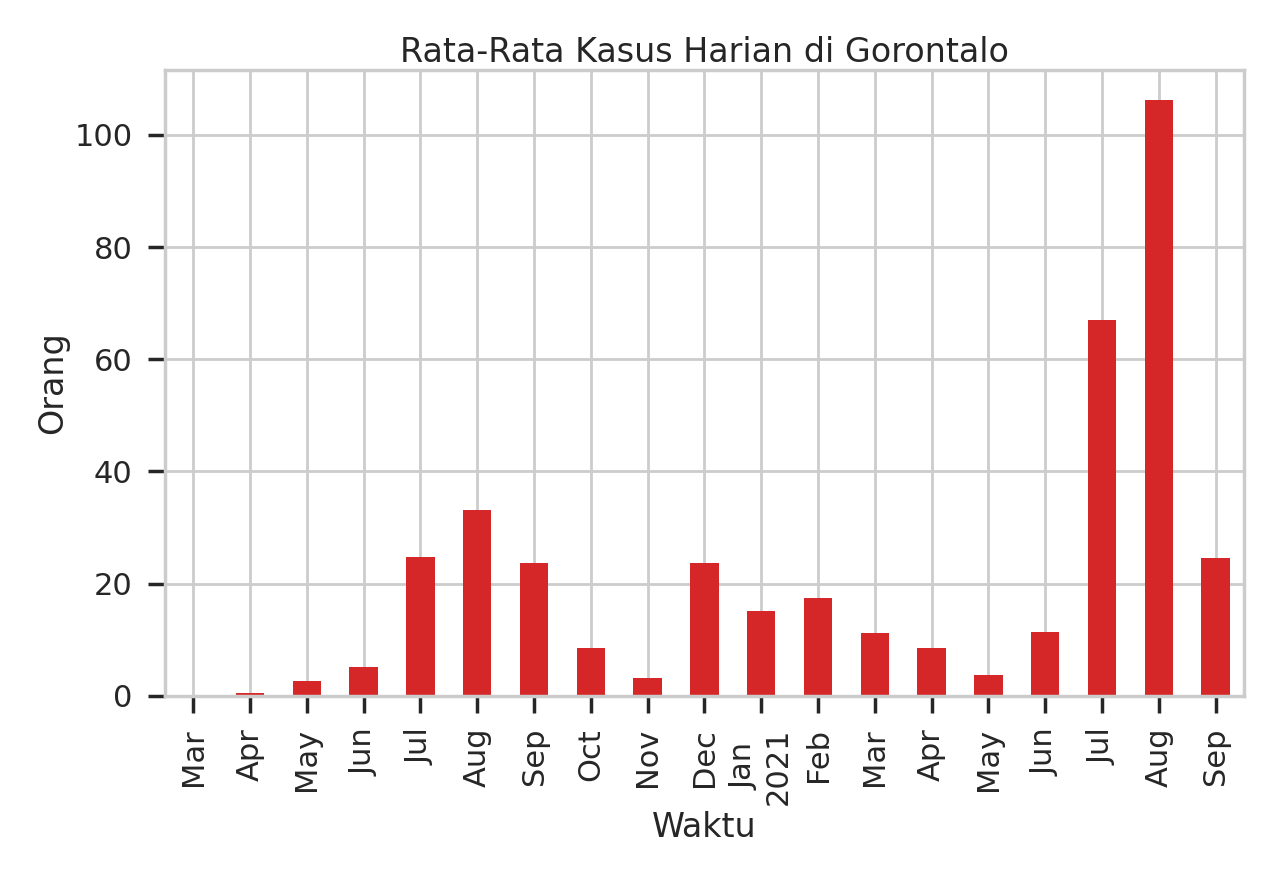 Rata-Rata Kasus Harian di Gorontalo
100
80
60
40
20
0
Orang
Mar
Apr
May
Jun
Jul
Aug
Sep
Oct
Nov
Dec
Jan
2021
Feb
Mar
Apr
May
Jun
Jul
Aug
Sep
Waktu